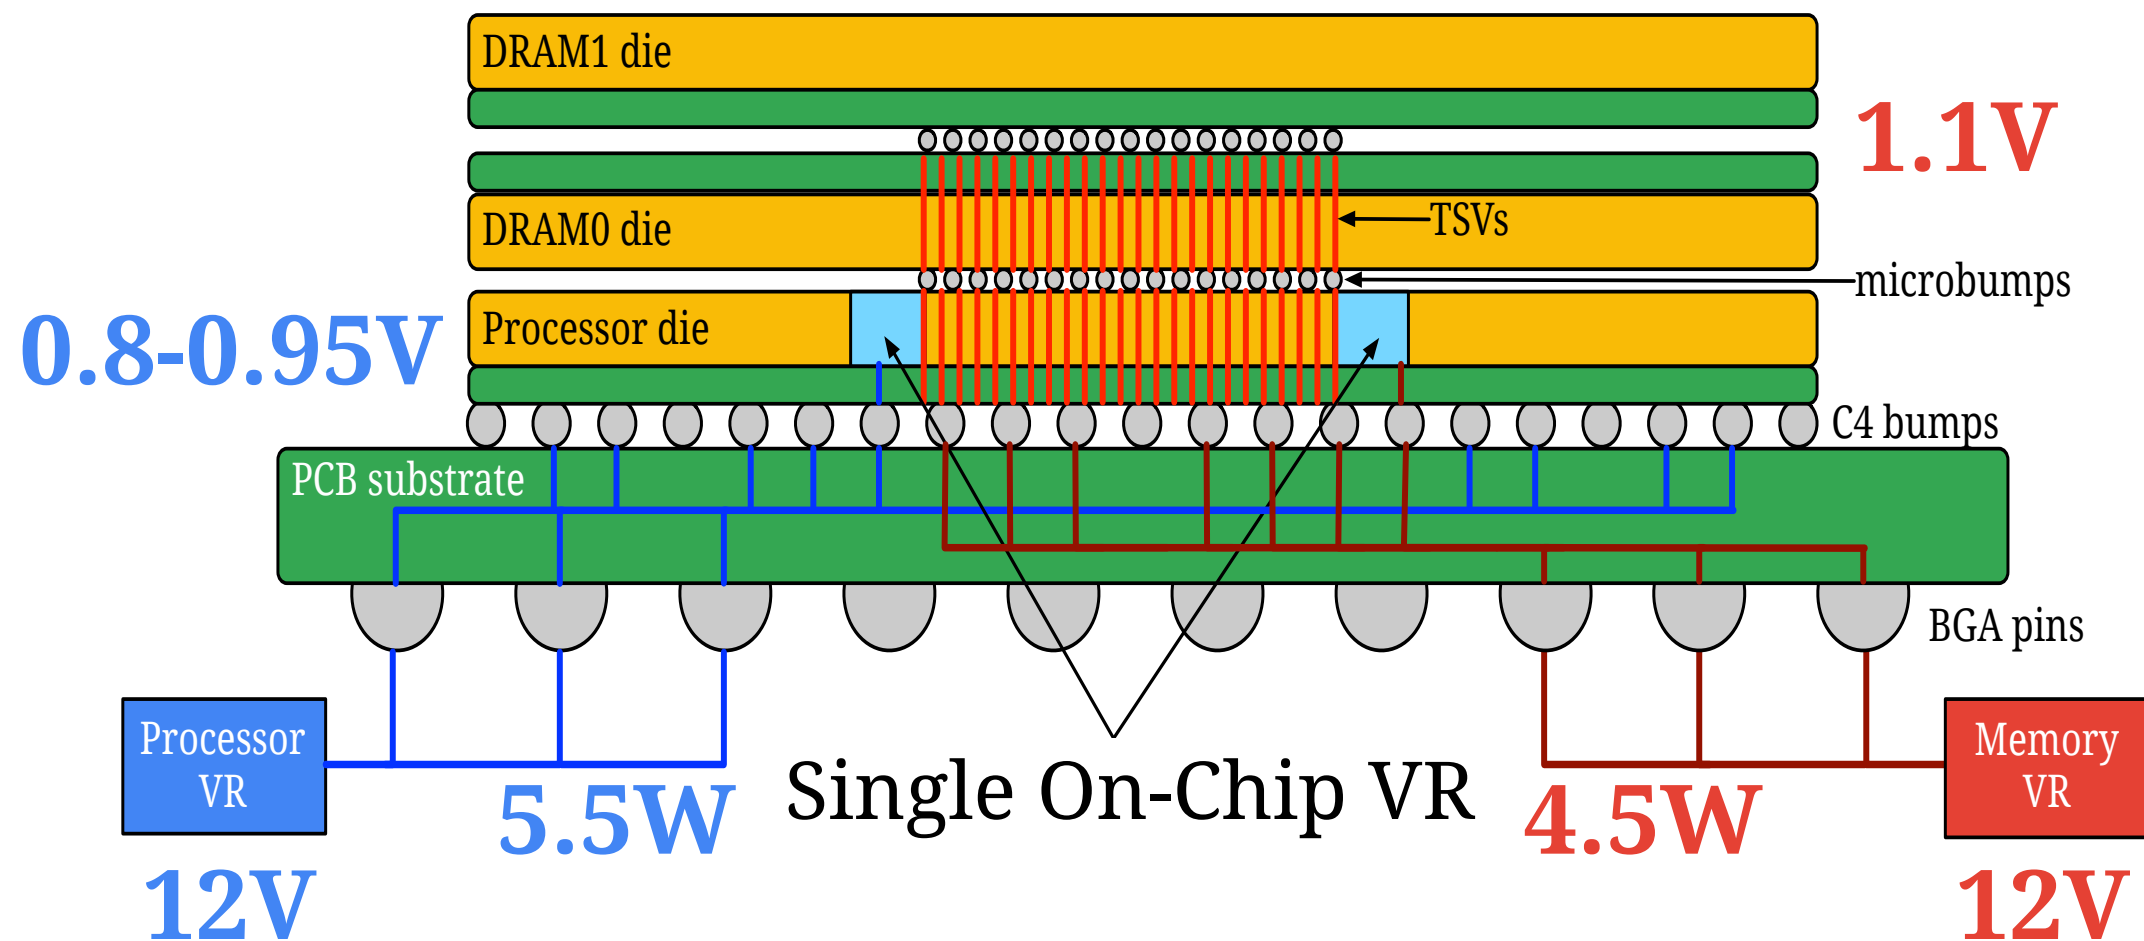 DRAM1 die
1.1V
DRAM0 die
TSVs
microbumps
0.8-0.95V
Processor die
C4 bumps
PCB substrate
BGA pins
Processor
VR
5.5W
Single On-Chip VR
4.5W
Memory
VR
12V
12V